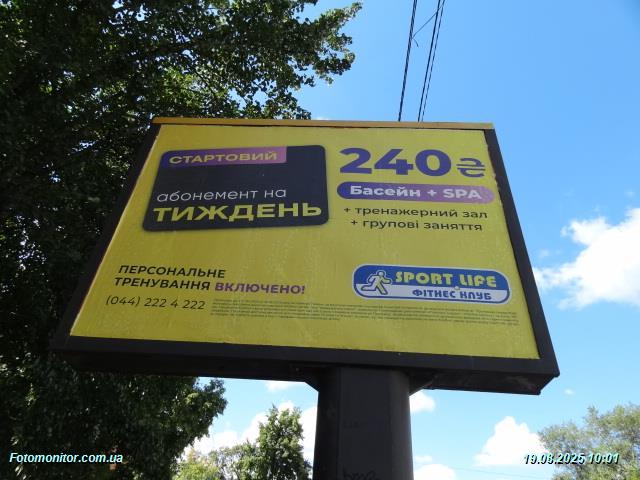 СТАРТОВИЙ
абонемент на
ТИЖДЕНЬ
240₴
Басейн + SPA
+ тренажерний зал
+ групові заняття
ПЕРСОНАЛЬНЕ
ТРЕНУВАННЯ ВКЛЮЧЕНО!
(044) 222 4 222
SPORT LIFE
ФІТНЕС КЛУБ
Fotomonitor.com.ua
19.08.2025 10:01